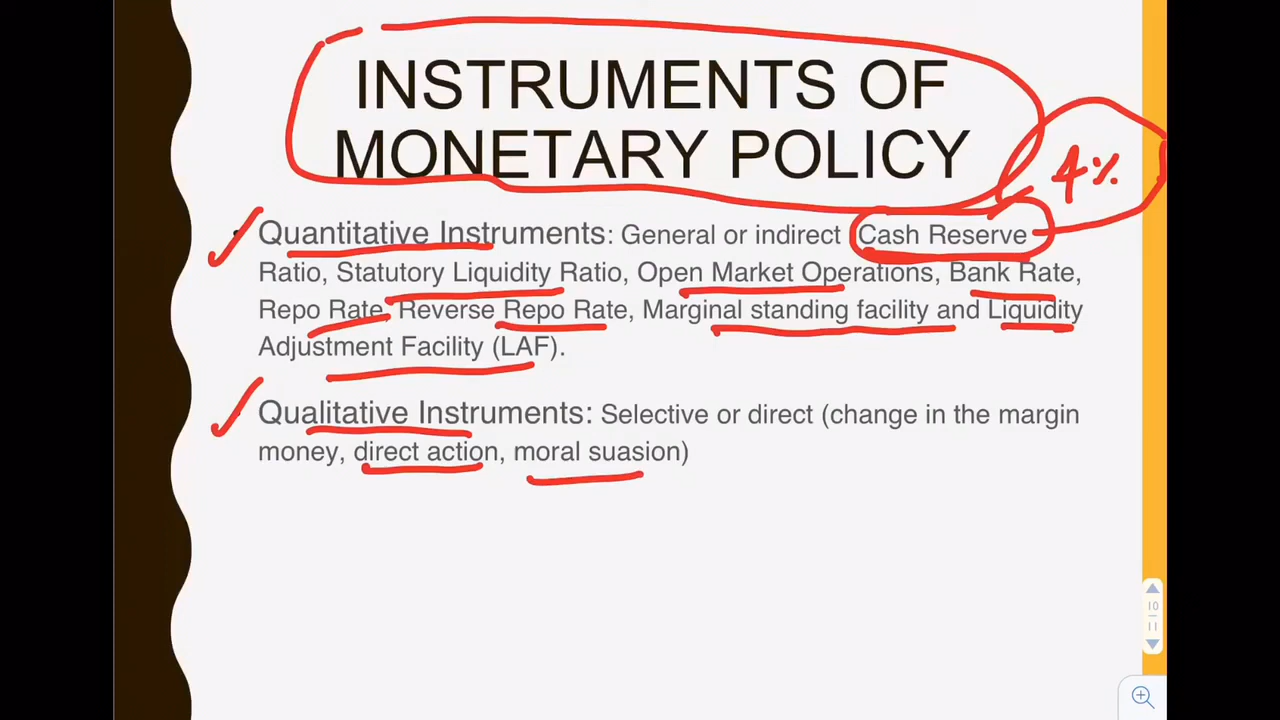 INSTRUMENTS OF
MONETARY POLICY
4%
Quantitative Instruments: General or indirect (Cash Reserve
Ratio, Statutory Liquidity Ratio, Open Market Operations, Bank Rate,
Repo Rate, Reverse Repo Rate, Marginal standing facility and Liquidity
Adjustment Facility (LAF).
Qualitative Instruments: Selective or direct (change in the margin
money, direct action, moral suasion)
10
11